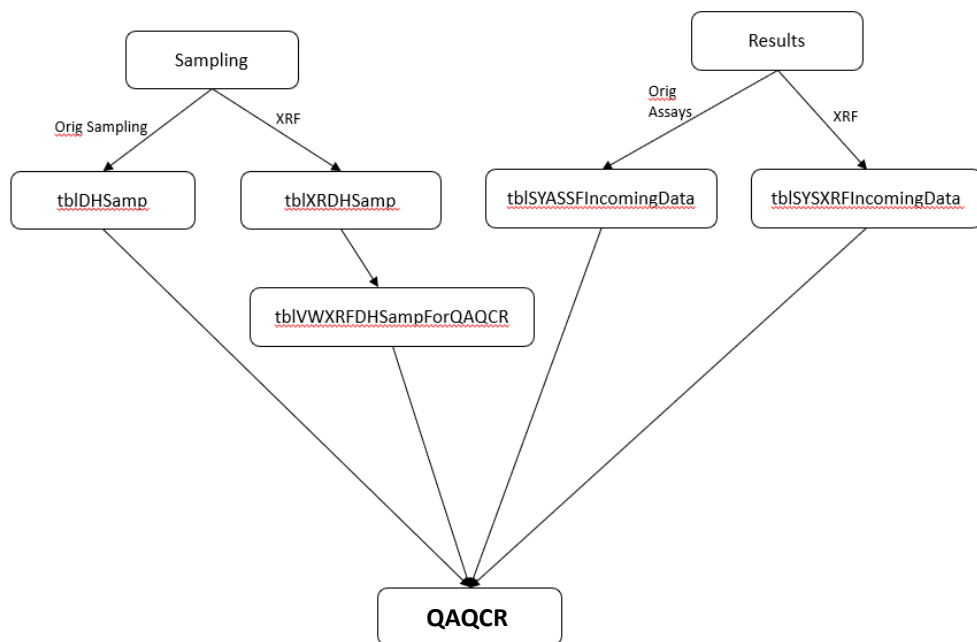 Sampling
Results
Orig Sampling
XRF
Orig
Assays
XRF
tblDHSamp
tblXRDHSamp
tblSYASSFIncomingData
tblSYSXRFIncomingData
tblVWXRFDHSampForQAQCR
QAQCR